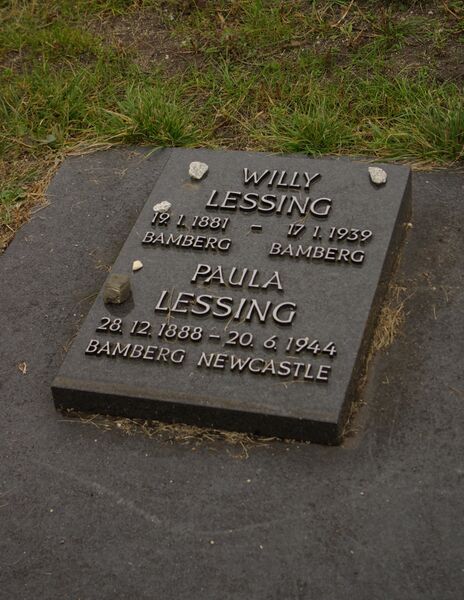 WILLY
LESSING
19. 1. 1881 – 17. 1. 1939
BAMBERG BAMBERG
PAULA
LESSING
28. 12. 1888 – 20. 6. 1944
BAMBERG NEWCASTLE